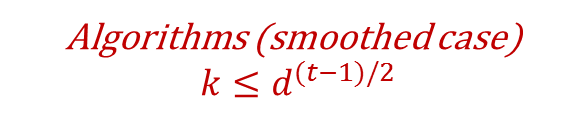 Algorithms (smoothed case)
k ≤ d^{(t−1)/2}